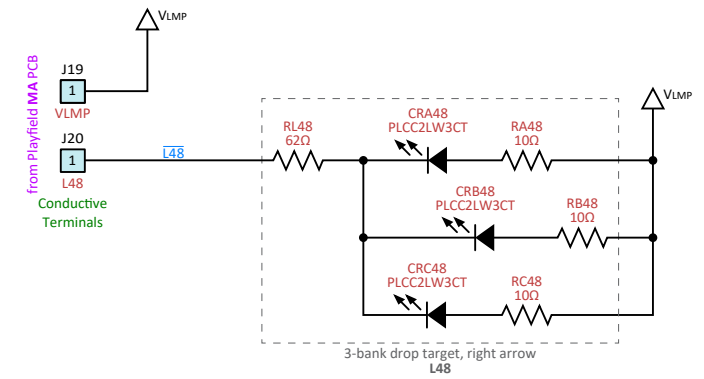 VLMP
J19
1
VLMP
J20
1
L48
Conductive
Terminals
from Playfield MA PCB
L48
RL48
62Ω
CRA48
PLCC2LW3CT
RA48
10Ω
CRB48
PLCC2LW3CT
RB48
10Ω
CRC48
PLCC2LW3CT
RC48
10Ω
VLMP
3-bank drop target, right arrow
L48